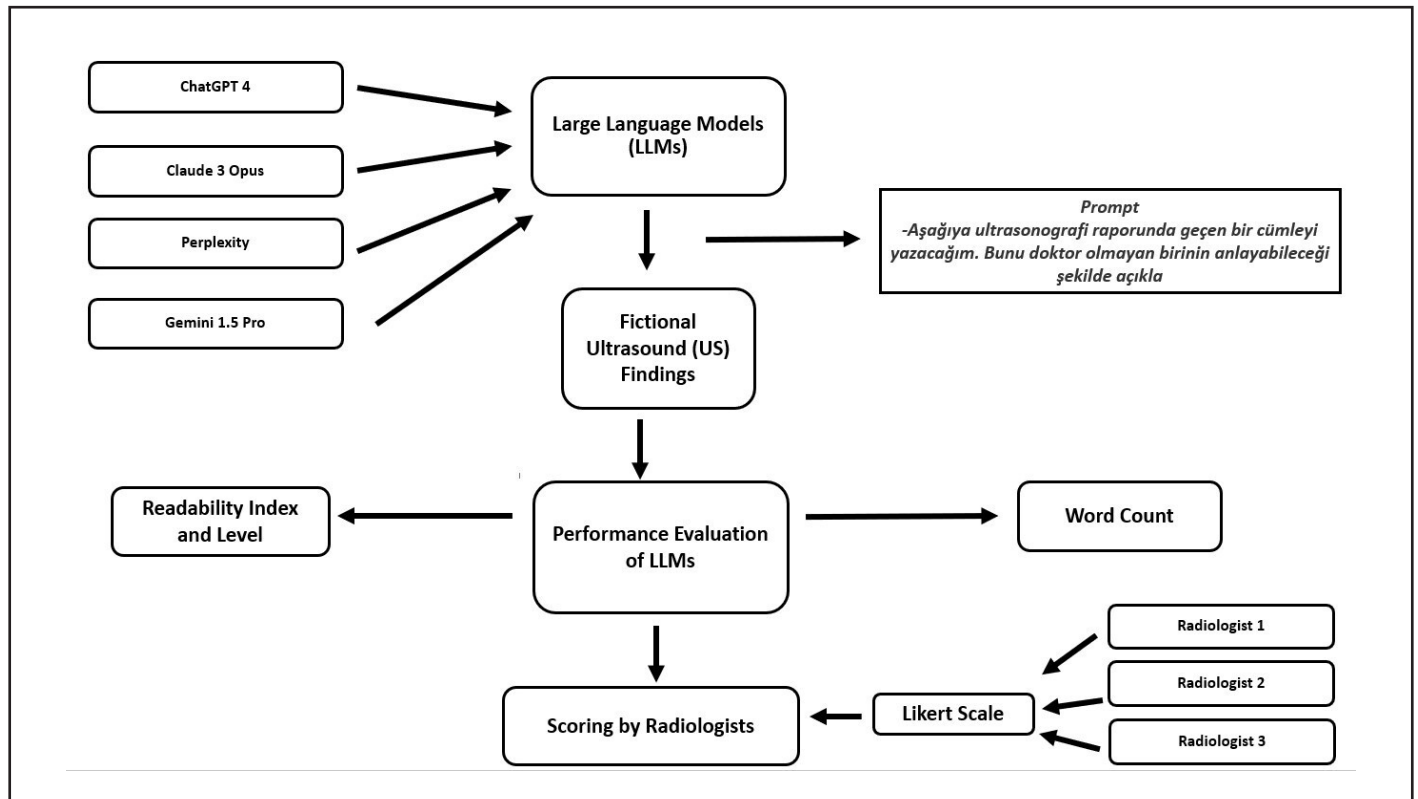 ChatGPT 4
Claude 3 Opus
Perplexity
Gemini 1.5 Pro
Large Language Models
(LLMs)
Prompt
-Aşağıya ultrasonografi raporunda geçen bir cümleyi
yazacağım. Bunu doktor olmayan birinin anlayabileceği
şekilde açıkla
Fictional
Ultrasound (US)
Findings
Readability Index
and Level
Performance Evaluation
of LLMs
Word Count
Scoring by Radiologists
Likert Scale
Radiologist 1
Radiologist 2
Radiologist 3